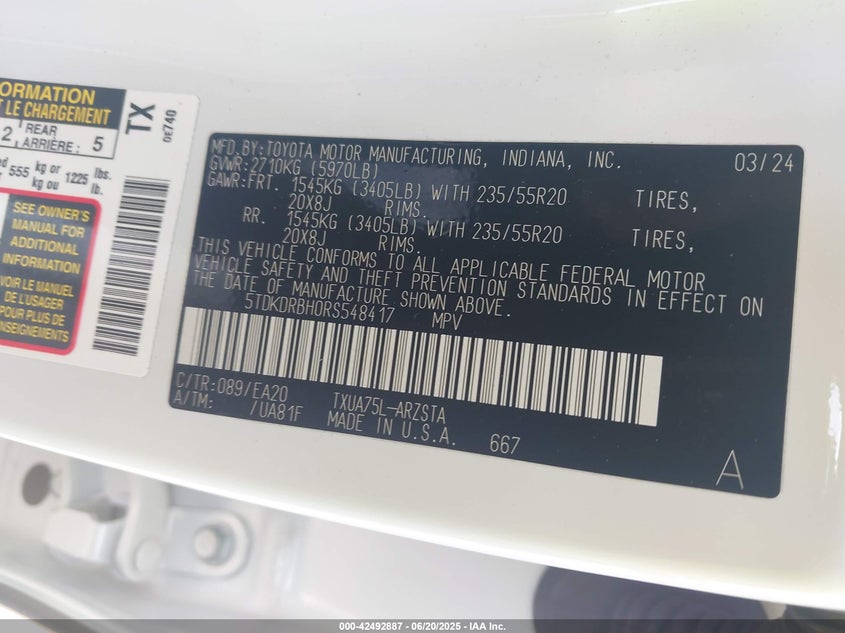 ORMATION
T LE CHARGEMENT
2 REAR ARRIÈRE: 5
555 kg or kg ou 1225 lbs. lb.
SEE OWNER'S
MANUAL FOR
ADDITIONAL
INFORMATION
VOIR LE MANUEL
DE L'USAGER
POUR PLUS DE
RENSEIGNEMENTS
TX
0E740
MFD.BY:TOYOTA MOTOR MANUFACTURING, INDIANA, INC. 03/24
GVWR:2710KG (5970LB)
GAWR:FRT. 1545KG (3405LB) WITH 235/55R20 TIRES,
20X8J RIMS.
RR. 1545KG (3405LB) WITH 235/55R20 TIRES,
20X8J RIMS.
THIS VEHICLE CONFORMS TO ALL APPLICABLE FEDERAL MOTOR
VEHICLE SAFETY AND THEFT PREVENTION STANDARDS IN EFFECT ON
THE DATE OF MANUFACTURE SHOWN ABOVE.
5TDKDRBH0RS548417 MPV
C/TR:089/EA20 TXUA75L-ARZSTA
A/TM: /UA81F MADE IN U.S.A. 667
A
000-42492887 - 06/20/2025 - IAA Inc.